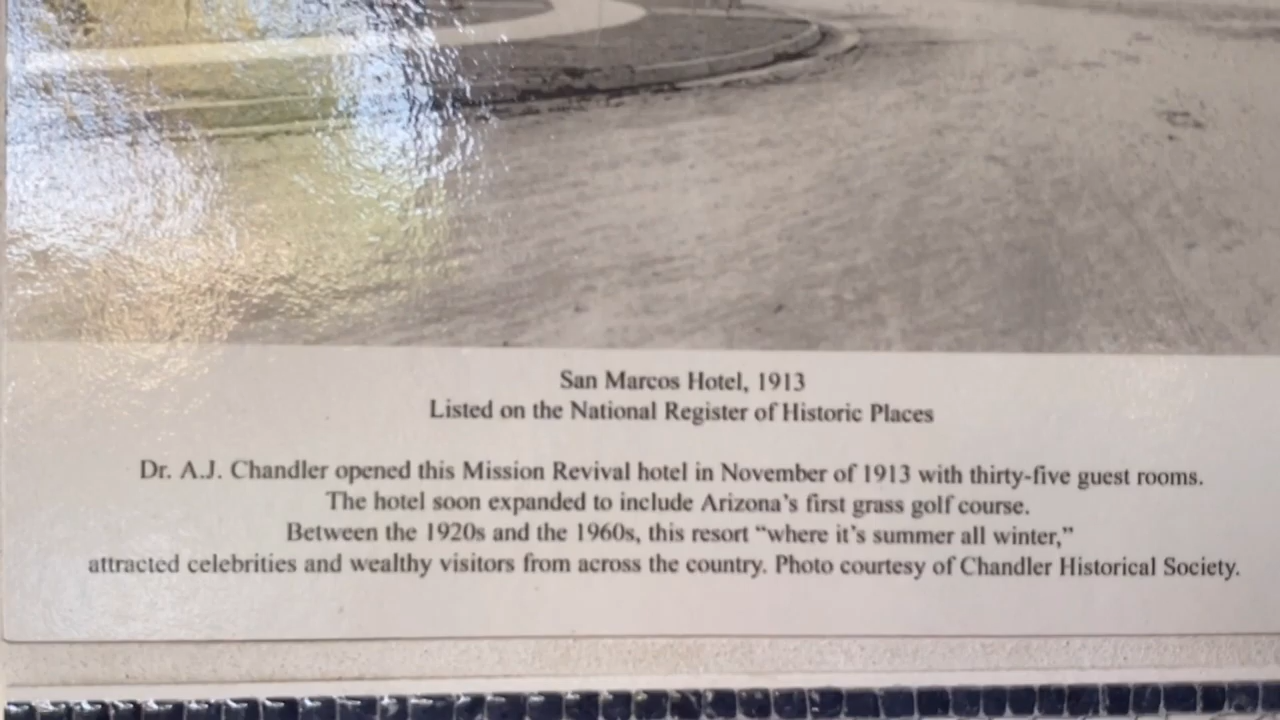 San Marcos Hotel, 1913
Listed on the National Register of Historic Places
Dr. A.J. Chandler opened this Mission Revival hotel in November of 1913 with thirty-five guest rooms.
The hotel soon expanded to include Arizona's first grass golf course.
Between the 1920s and the 1960s, this resort “where it's summer all winter,”
attracted celebrities and wealthy visitors from across the country. Photo courtesy of Chandler Historical Society.